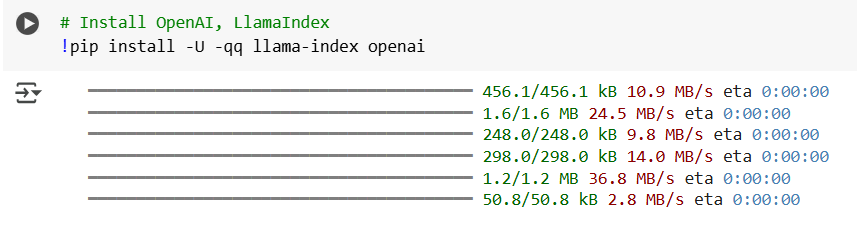 # Install OpenAI, LlamaIndex
!pip install -U -qq llama-index openai
456.1/456.1 kB 10.9 MB/s eta 0:00:00
1.6/1.6 MB 24.5 MB/s eta 0:00:00
248.0/248.0 kB 9.8 MB/s eta 0:00:00
298.0/298.0 kB 14.0 MB/s eta 0:00:00
1.2/1.2 MB 36.8 MB/s eta 0:00:00
50.8/50.8 kB 2.8 MB/s eta 0:00:00